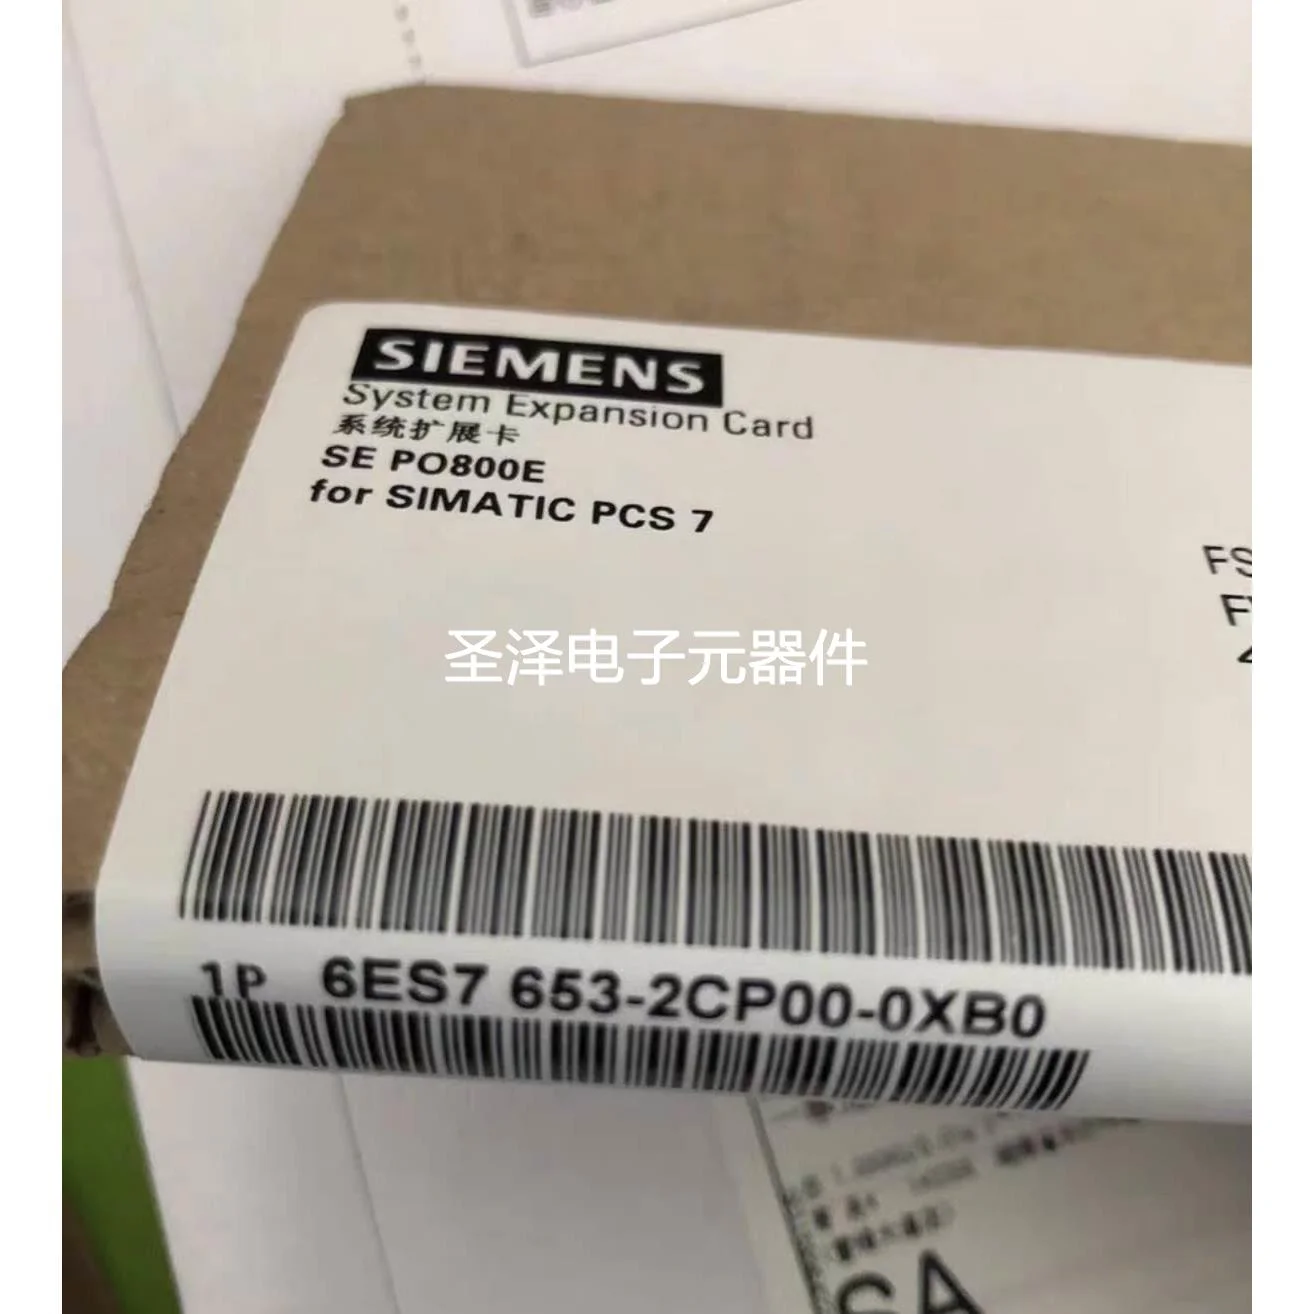 SIEMENS
System Expansion Card
系统扩展卡
SE PO800E
for SIMATIC PCS 7
FS
圣泽电子元器件
1P 6ES7 653-2CP00-0XB0